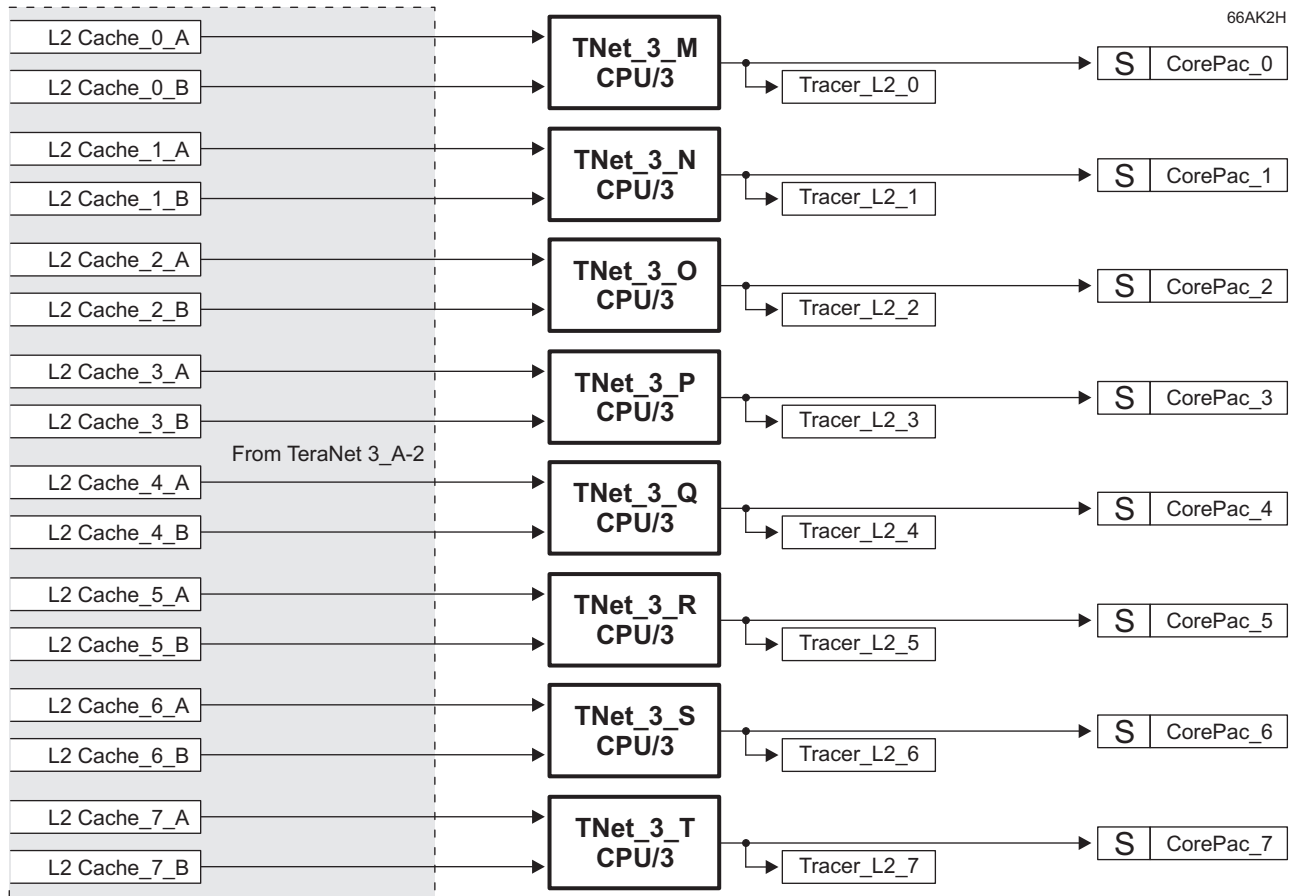 66AK2H
L2 Cache_0_A
TNet_3_M
CPU/3
S CorePac_0
L2 Cache_0_B
Tracer_L2_0
L2 Cache_1_A
TNet_3_N
CPU/3
S CorePac_1
L2 Cache_1_B
Tracer_L2_1
L2 Cache_2_A
TNet_3_O
CPU/3
S CorePac_2
L2 Cache_2_B
Tracer_L2_2
L2 Cache_3_A
TNet_3_P
CPU/3
S CorePac_3
L2 Cache_3_B
Tracer_L2_3
From TeraNet 3_A-2
L2 Cache_4_A
TNet_3_Q
CPU/3
S CorePac_4
L2 Cache_4_B
Tracer_L2_4
L2 Cache_5_A
TNet_3_R
CPU/3
S CorePac_5
L2 Cache_5_B
Tracer_L2_5
L2 Cache_6_A
TNet_3_S
CPU/3
S CorePac_6
L2 Cache_6_B
Tracer_L2_6
L2 Cache_7_A
TNet_3_T
CPU/3
S CorePac_7
L2 Cache_7_B
Tracer_L2_7